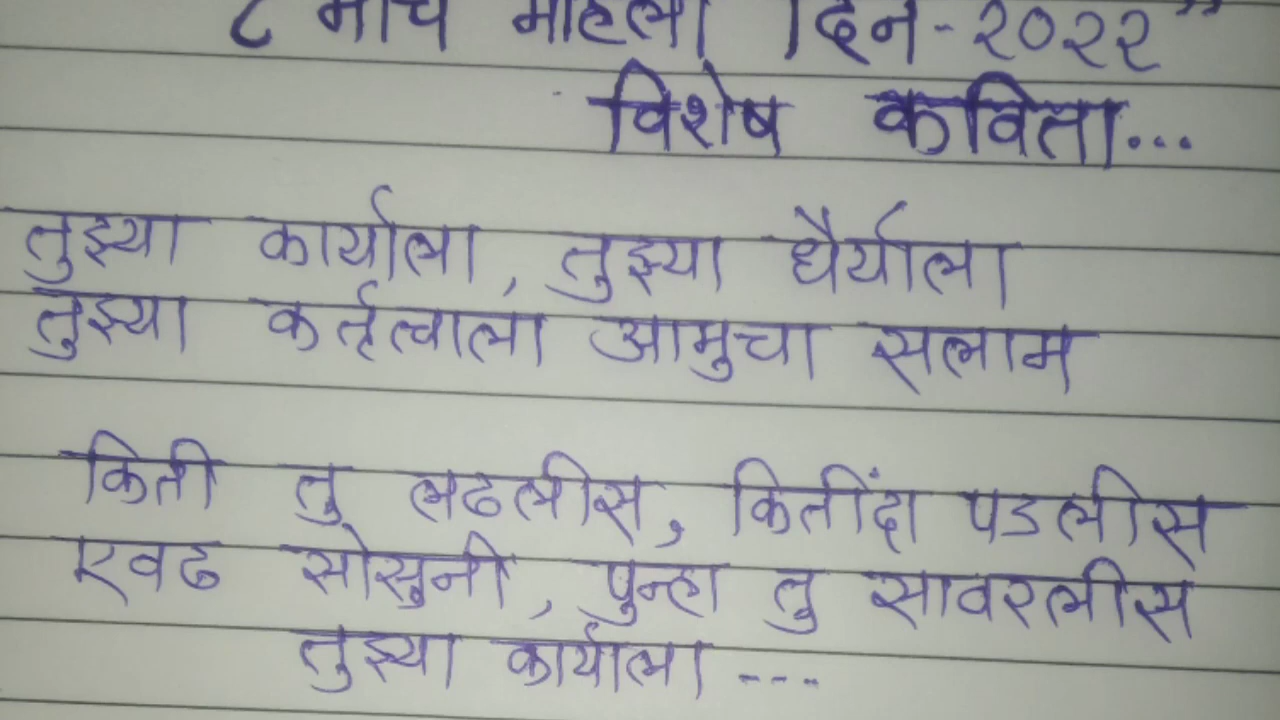 ८ मार्च महिला दिन-२०२२"
विशेष कविता...
तुझ्या कार्याला, तुझ्या धैर्याला
तुझ्या कर्तृत्वाला आमुचा सलाम
किती तु लढलीस, कितींदा पडलीस
एवढ सोसुनी, पुन्हा तु सावरलीस
तुझ्या कार्याला ---